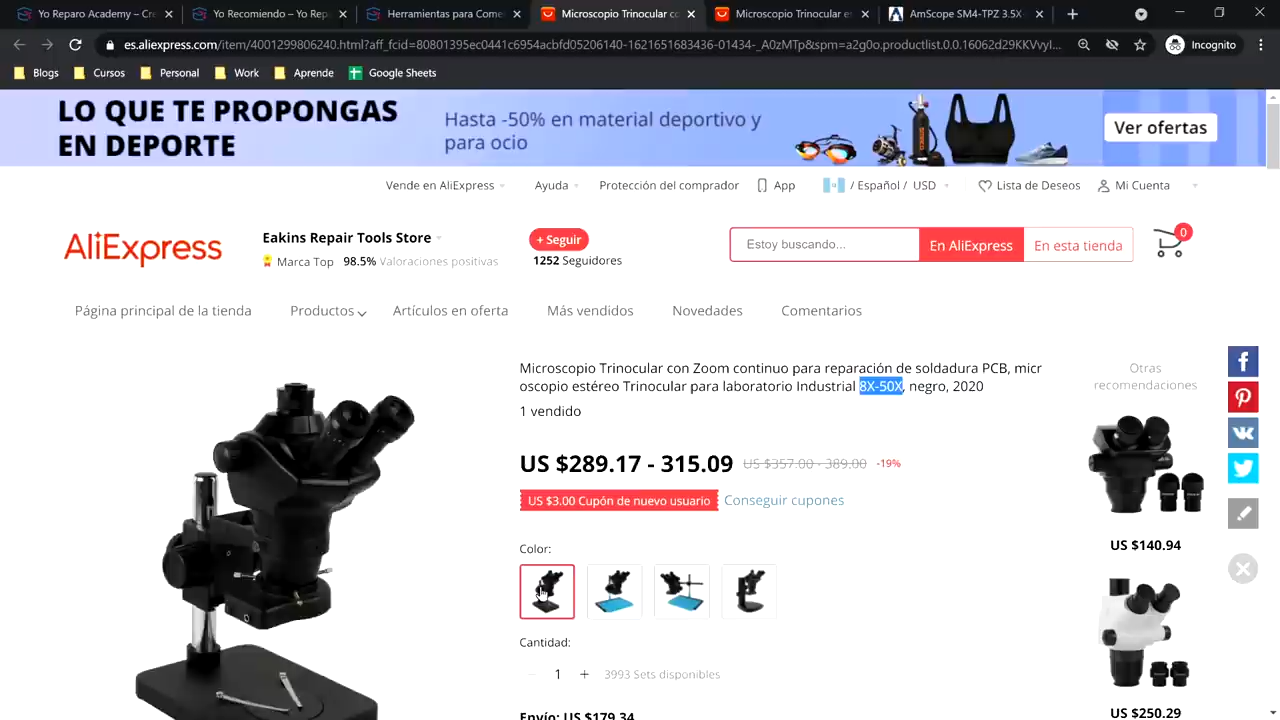 Yo Reparo Academy – Cre
Yo Recomiendo – Yo Rep
Herramientas para Come
Microscopio Trinocular co
Microscopio Trinocular es
AmScope SM4-TPZ 3.5X-
es.aliexpress.com/item/4001299806240.html?aff_fcid=80801395ec0441c6954acbfd05206140-1621651683436-01434-_A0zMTp&spm=a2g0o.productlist.0.0.16062d29KKVvyI...
Incognito
Blogs
Cursos
Personal
Work
Aprende
Google Sheets
LO QUE TE PROPONGAS
EN DEPORTE
Hasta -50% en material deportivo y
para ocio
Ver ofertas
Vende en AliExpress
Ayuda
Protección del comprador
App
/ Español / USD
Lista de Deseos
Mi Cuenta
AliExpress
Eakins Repair Tools Store
Marca Top 98.5% Valoraciones positivas
+ Seguir
1252 Seguidores
Estoy buscando...
En AliExpress
En esta tienda
0
Página principal de la tienda
Productos
Artículos en oferta
Más vendidos
Novedades
Comentarios
Microscopio Trinocular con Zoom continuo para reparación de soldadura PCB, micr
oscopio estéreo Trinocular para laboratorio Industrial 8X-50X, negro, 2020
1 vendido
US $289.17 - 315.09 US $357.00 - 389.00 -19%
US $3.00 Cupón de nuevo usuario Conseguir cupones
Color:
Cantidad:
1 + 3993 Sets disponibles
Envío: US $179.34
Otras
recomendaciones
US $140.94
US $250.29